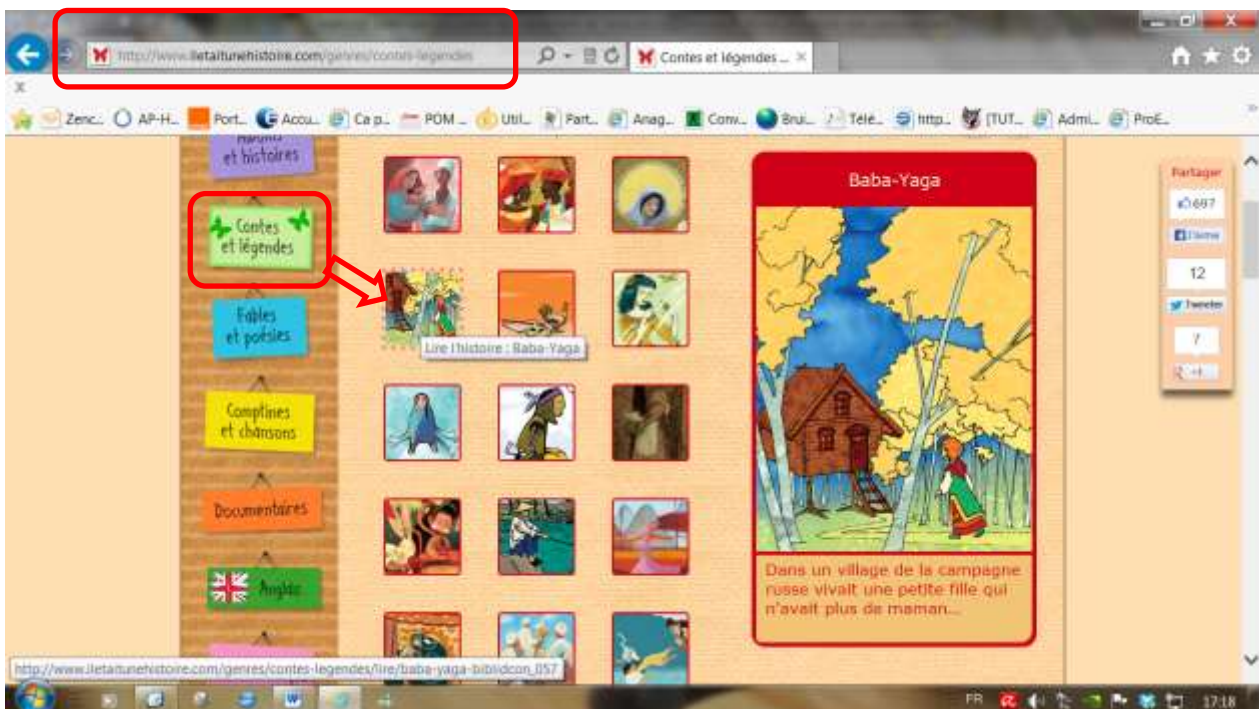 http://www.iletaitunehistoire.com/genres/contes-legendes
Contes et légendes ...
x
Zenc... AP-H... Port... Accu... Ca p... POM ... Util... Part... Anag... Conv... Brui... Télé... http... [TUT... Admi... ProE...
et histoires
Contes
et légendes
Fables
et poésies
Comptines
et chansons
Documentaires
Anglais
Lire l'histoire : Baba-Yaga
Baba-Yaga
Dans un village de la campagne
russe vivait une petite fille qui
n'avait plus de maman...
Partager
697
J'aime
12
Tweeter
7
+1
http://www.iletaitunehistoire.com/genres/contes-legendes/lire/baba-yaga-biblidcon_057
FR
17:18